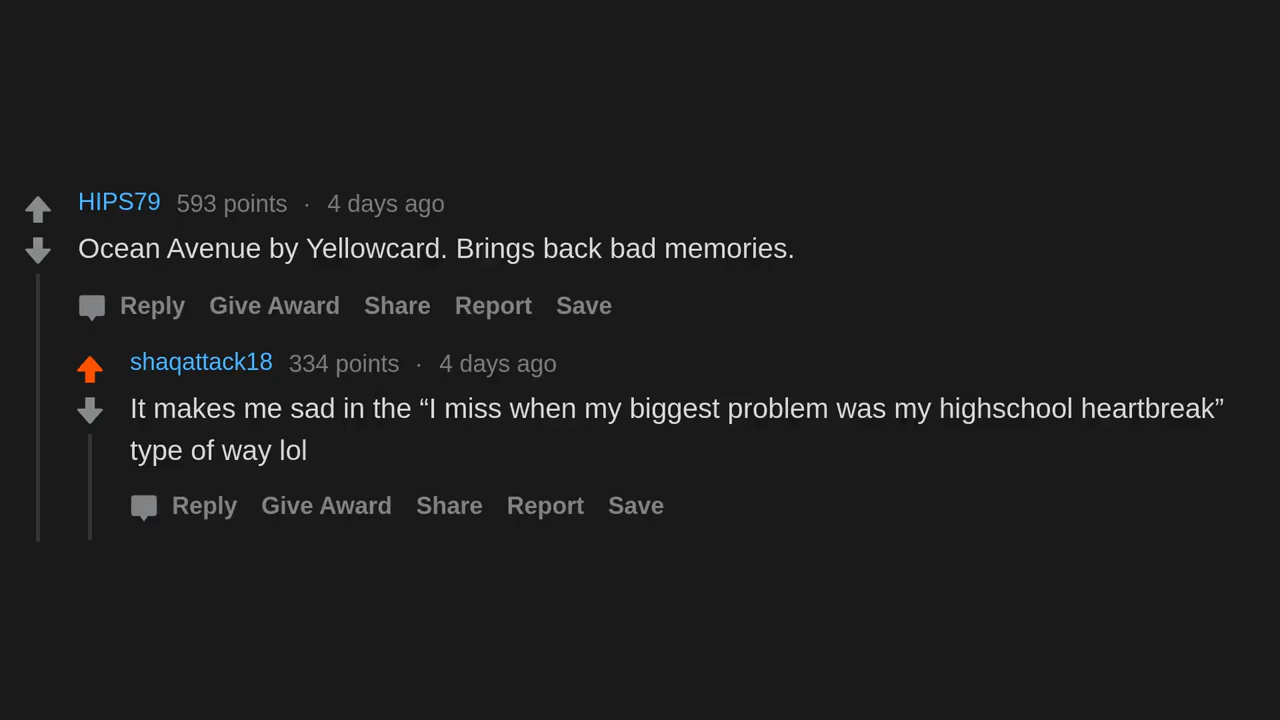 HIPS79 593 points · 4 days ago
Ocean Avenue by Yellowcard. Brings back bad memories.
Reply Give Award Share Report Save
shaqattack18 334 points · 4 days ago
It makes me sad in the “I miss when my biggest problem was my highschool heartbreak”
type of way lol
Reply Give Award Share Report Save